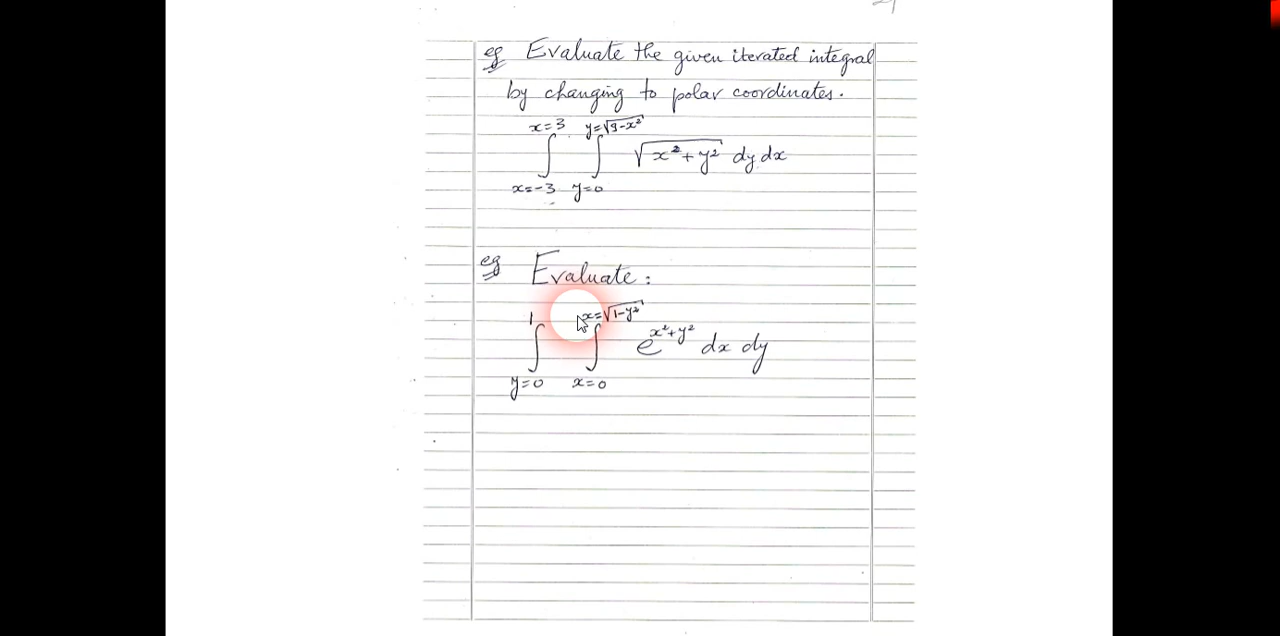 eg Evaluate the given iterated integral
by changing to polar coordinates.
x=3 y=√9-x²
∫ ∫ √x²+y² dy dx
x=-3 y=0
eg Evaluate:
1 x=√1-y²
∫ ∫ e^x²+y² dx dy
y=0 x=0